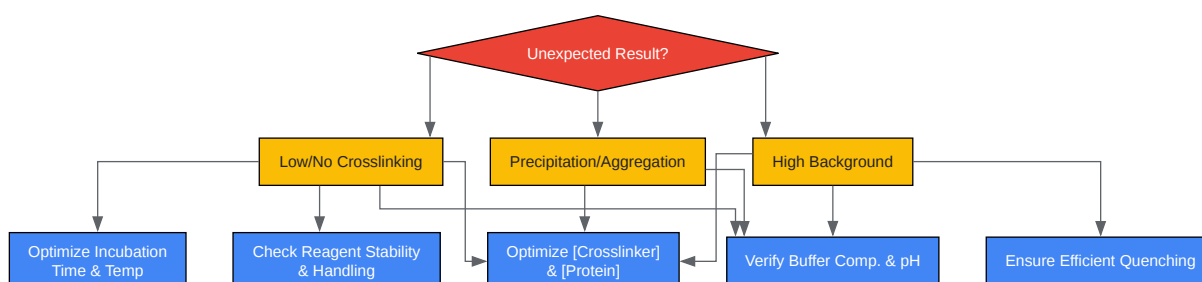 Unexpected Result?
Low/No Crosslinking
Precipitation/Aggregation
High Background
Optimize Incubation
Time & Temp
Check Reagent Stability
& Handling
Optimize [Crosslinker]
& [Protein]
Verify Buffer Comp. & pH
Ensure Efficient Quenching